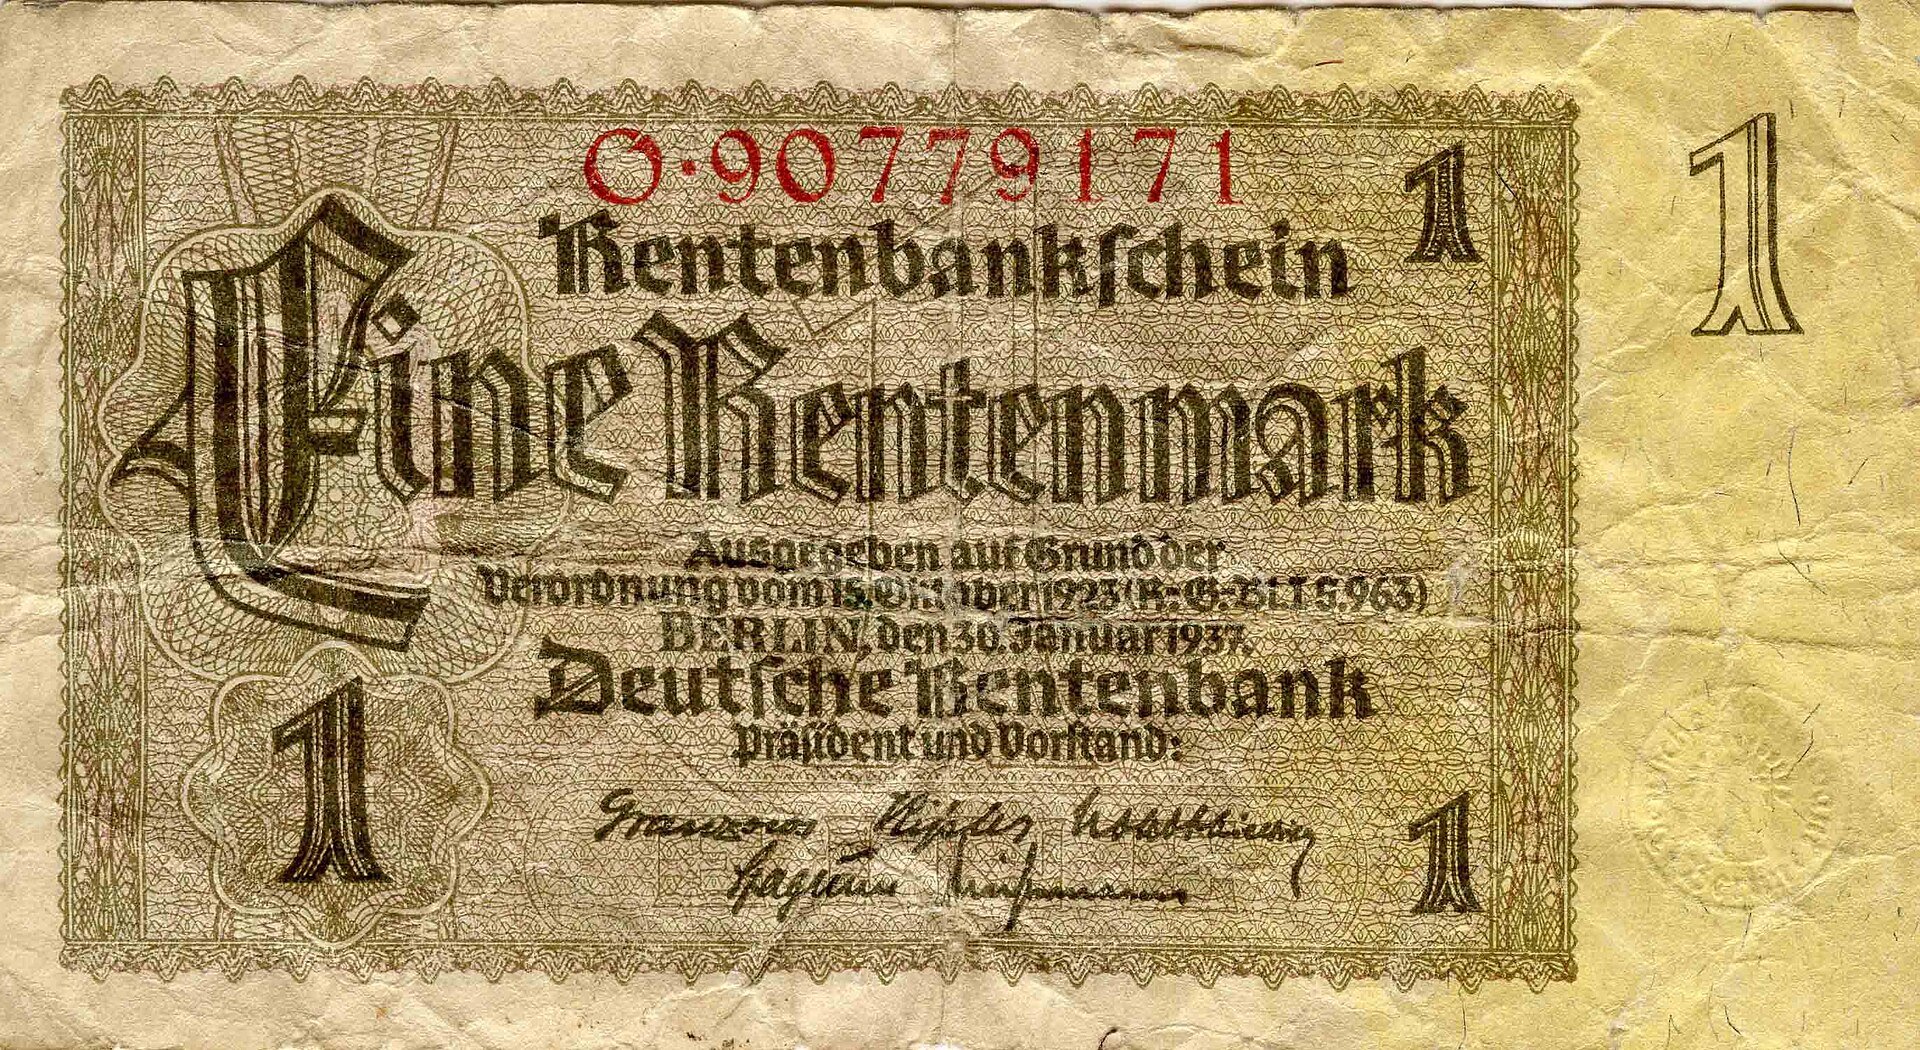 O·90779171
1
1
Rentenbankschein
Eine Rentenmark
Ausgegeben auf Grund der
Verordnung vom 15. Oktober 1923 (R.-G.-Bl. I S. 963)
BERLIN, den 30. Januar 1937.
Deutsche Rentenbank
Präsident und Vorstand:
1
1